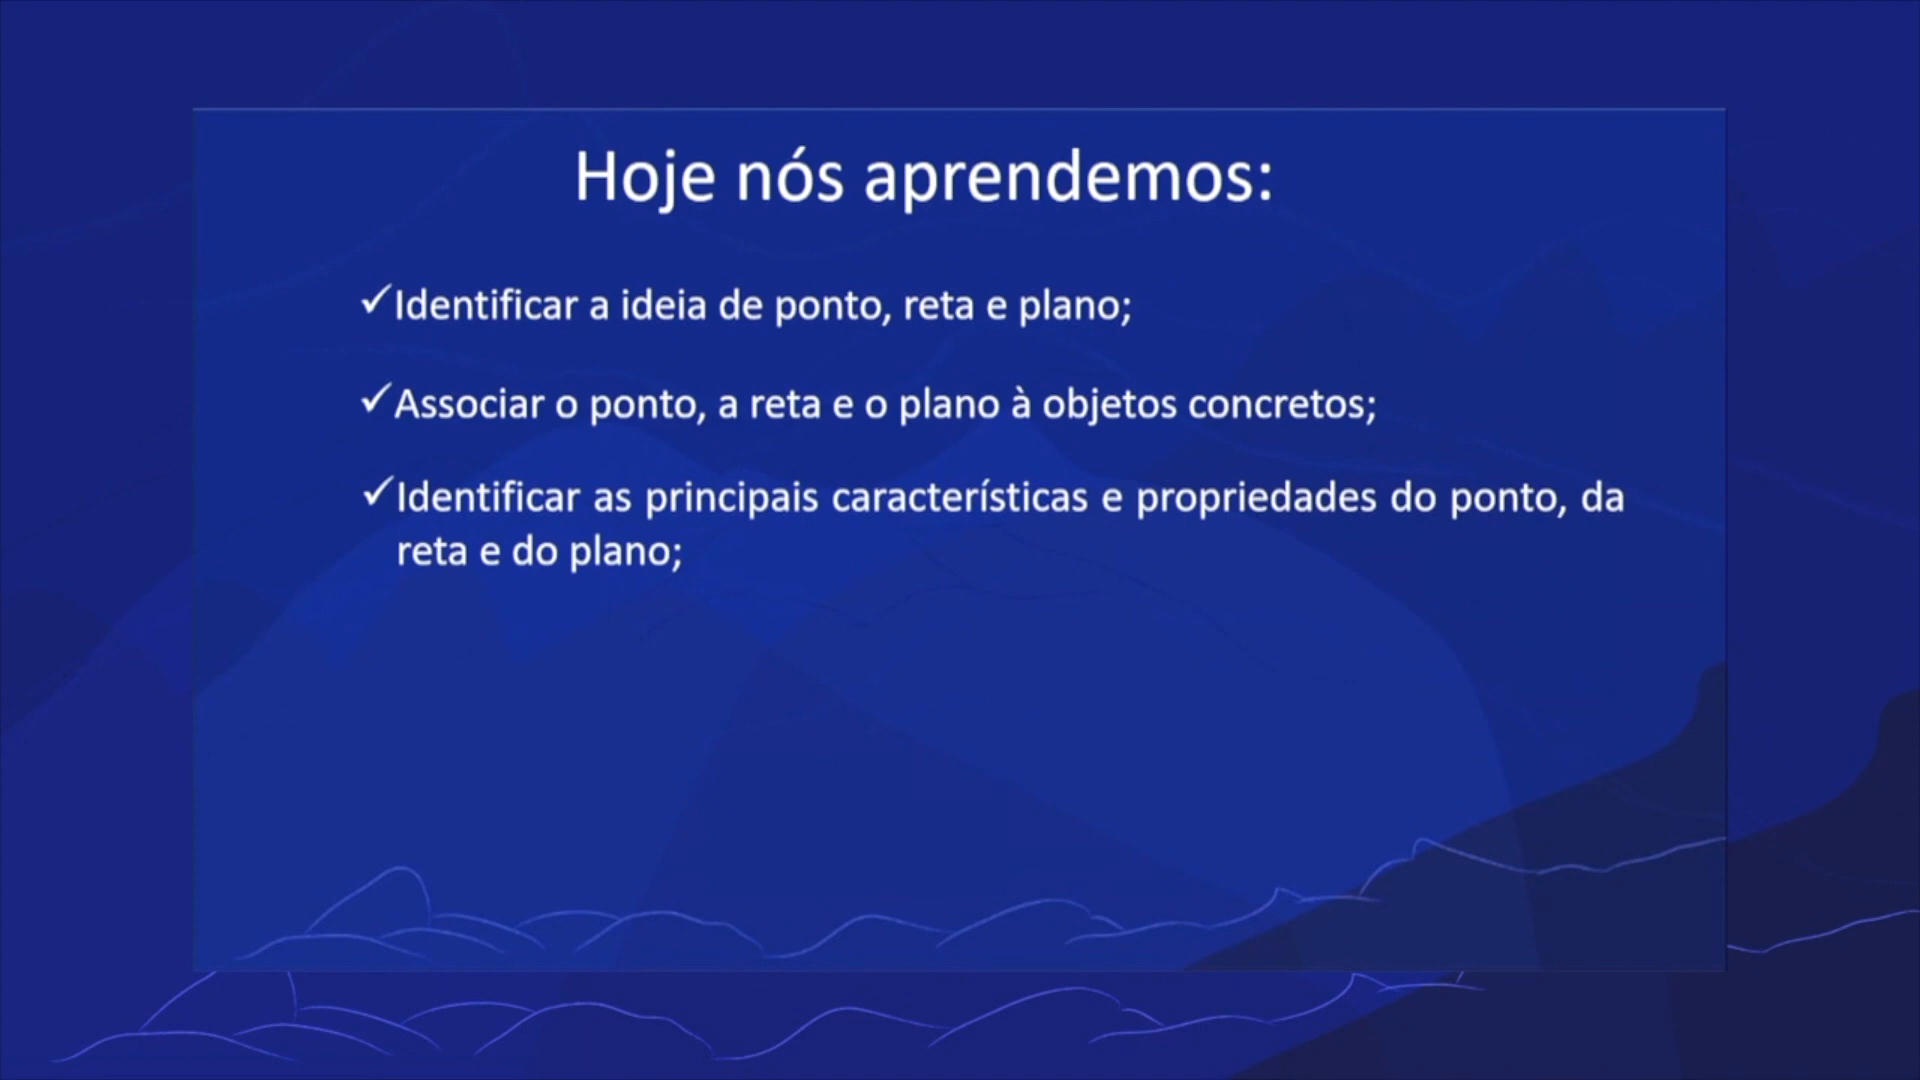 Hoje nós aprendemos:
✓Identificar a ideia de ponto, reta e plano;
✓Associar o ponto, a reta e o plano à objetos concretos;
✓Identificar as principais características e propriedades do ponto, da
reta e do plano;